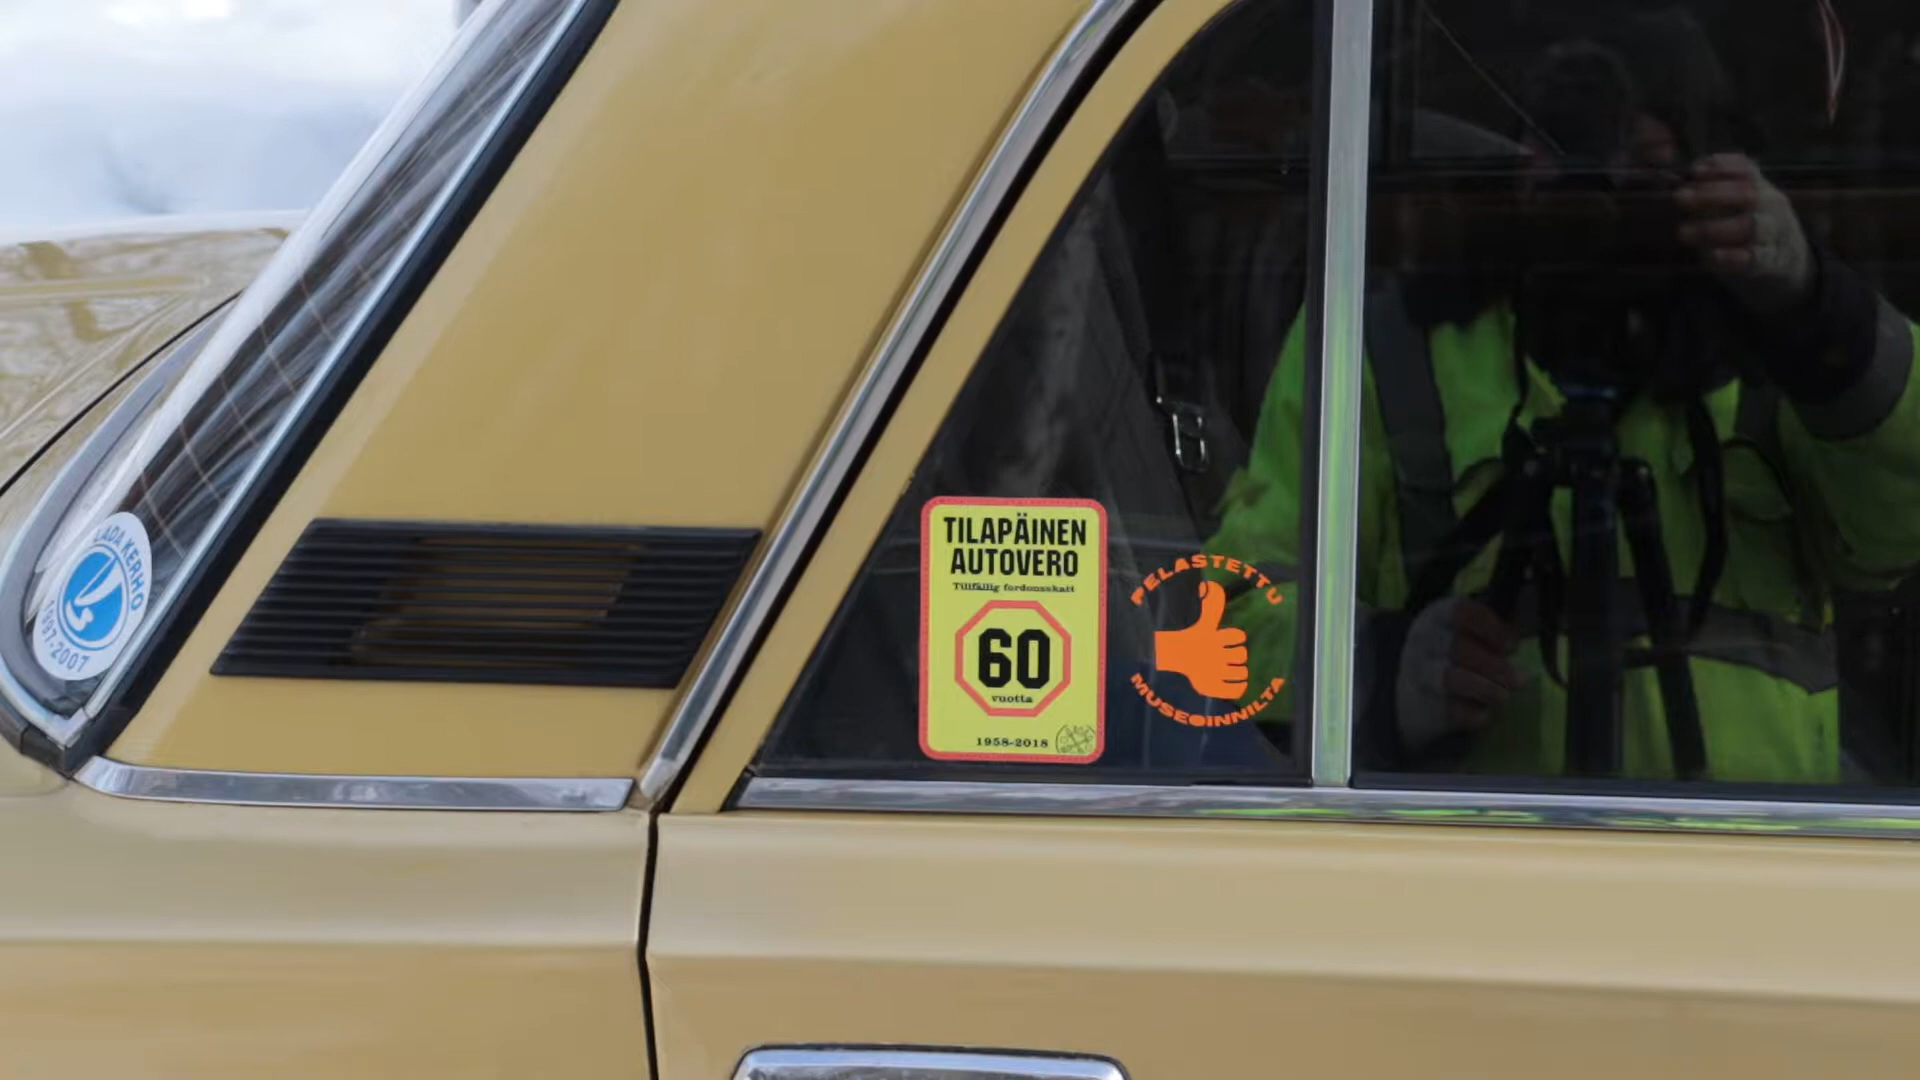 LADA KERHO
1997-2007
TILAPÄINEN
AUTOVERO
Tillfällig fordonsskatt
60
vuotta
1958-2018
PELASTETTU
MUSEOINNILTA